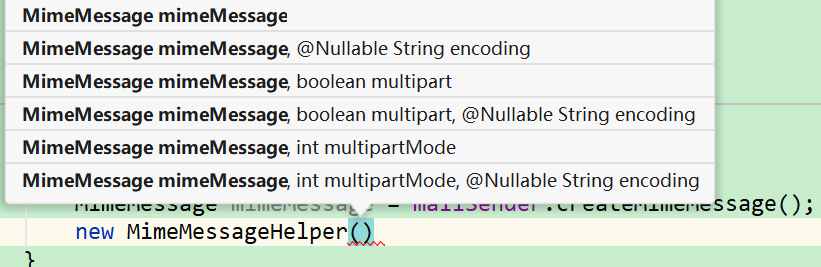 MimeMessage mimeMessage
MimeMessage mimeMessage, @Nullable String encoding
MimeMessage mimeMessage, boolean multipart
MimeMessage mimeMessage, boolean multipart, @Nullable String encoding
MimeMessage mimeMessage, int multipartMode
MimeMessage mimeMessage, int multipartMode, @Nullable String encoding
MimeMessage mimeMessage = mailSender.createMimeMessage();
new MimeMessageHelper()
}